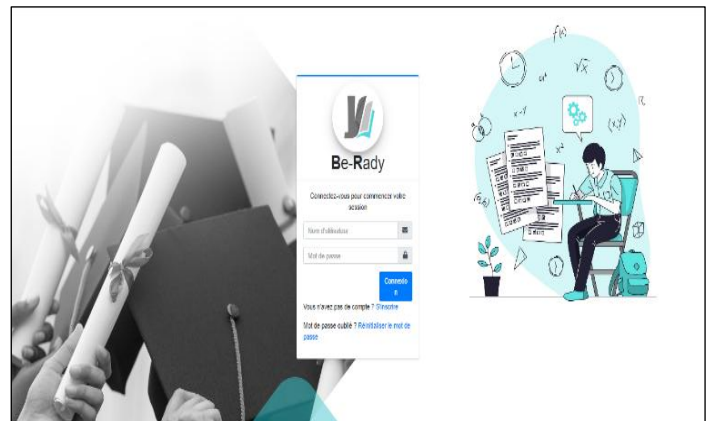 Be-Rady
Connectez-vous pour commencer votre
session
Nom d'utilisateur
Mot de passe
Connexio
n
Vous n'avez pas de compte ? S'inscrire
Mot de passe oublié ? Réinitialiser le mot de
passe
f(x)
√x
x-y
x²
(x,y)